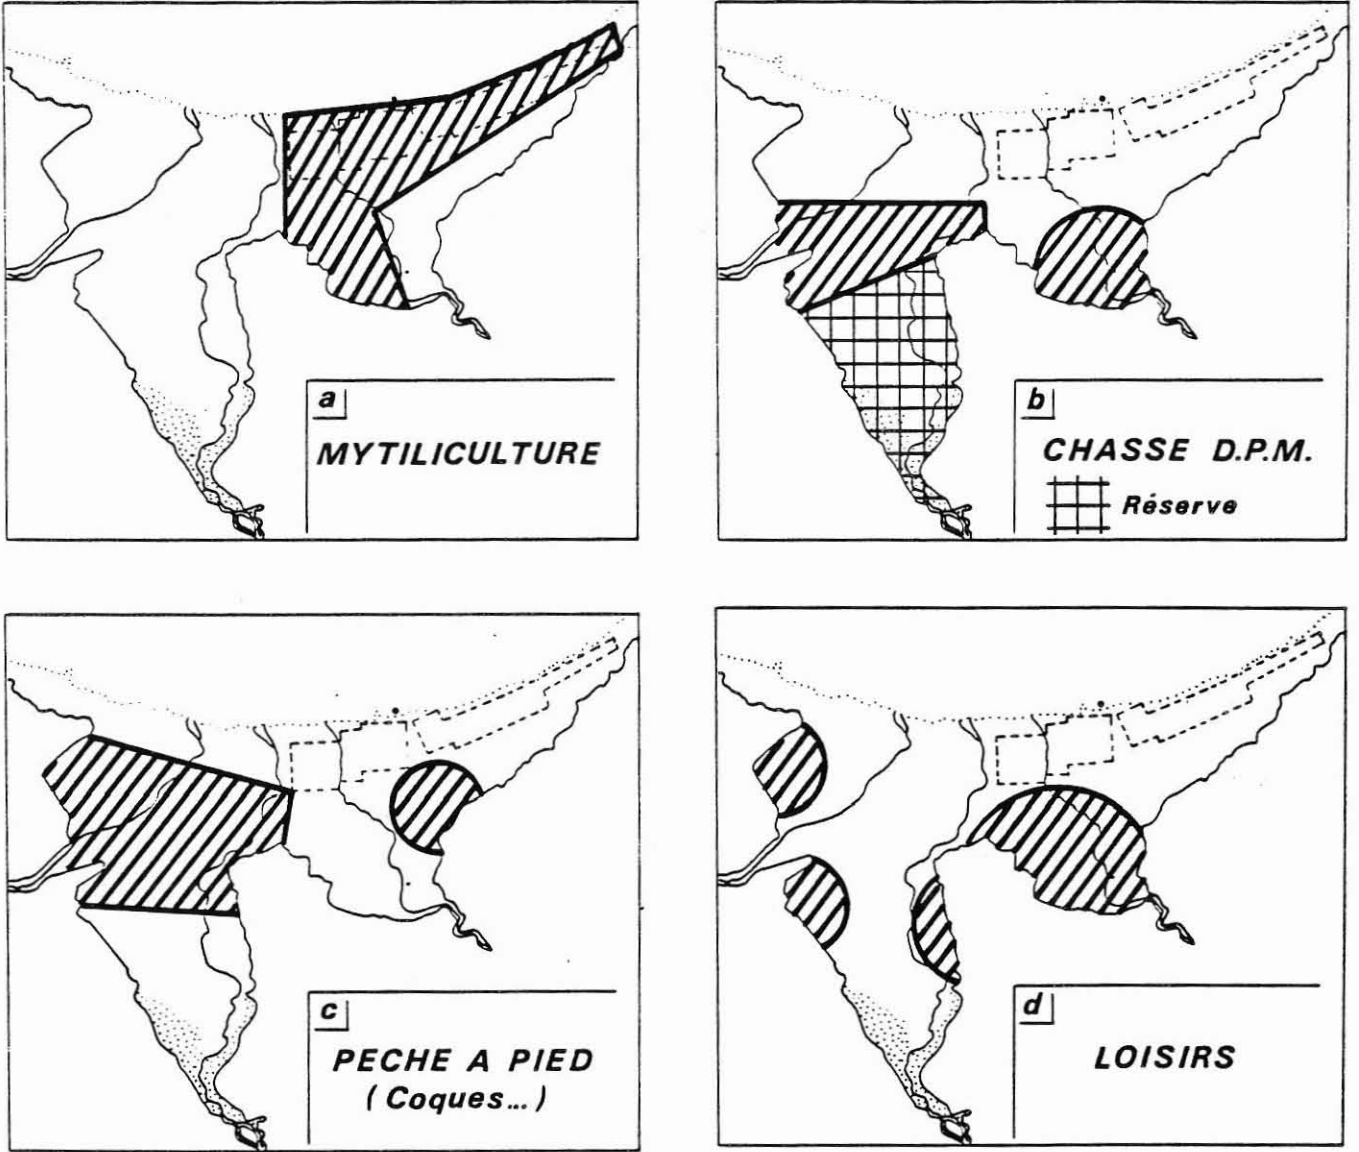 a
MYTILICULTURE
b
CHASSE D.P.M.
Réserve
c
PECHE A PIED
(Coques...)
d
LOISIRS